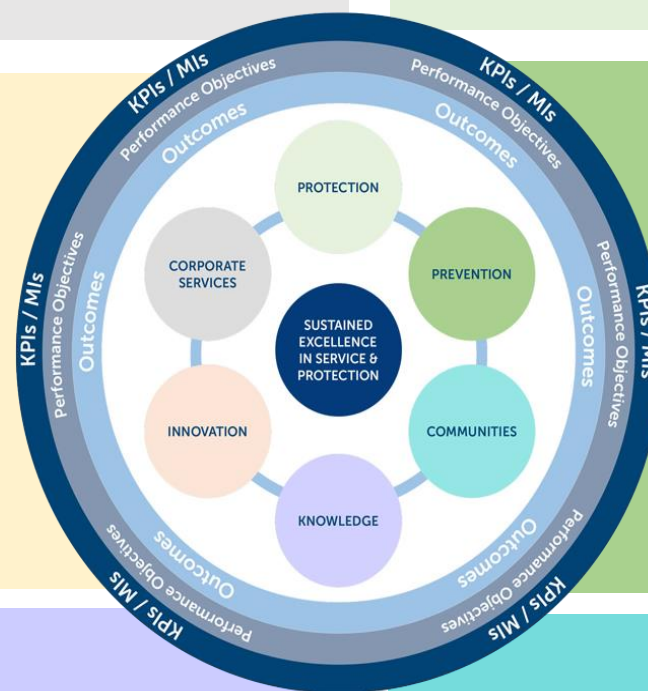 KPIs / MIs
KPIs / MIs
Performance Objectives
Performance Objectives
Outcomes
Outcomes
PROTECTION
CORPORATE
SERVICES
PREVENTION
KPIs / MIs
Performance Objectives
Outcomes
SUSTAINED
EXCELLENCE
IN SERVICE &
PROTECTION
Outcomes
Performance Objectives
KPIs / MIs
INNOVATION
COMMUNITIES
KNOWLEDGE
Outcomes
Outcomes
Performance Objectives
Performance Objectives
KPIs / MIs
KPIs / MIs